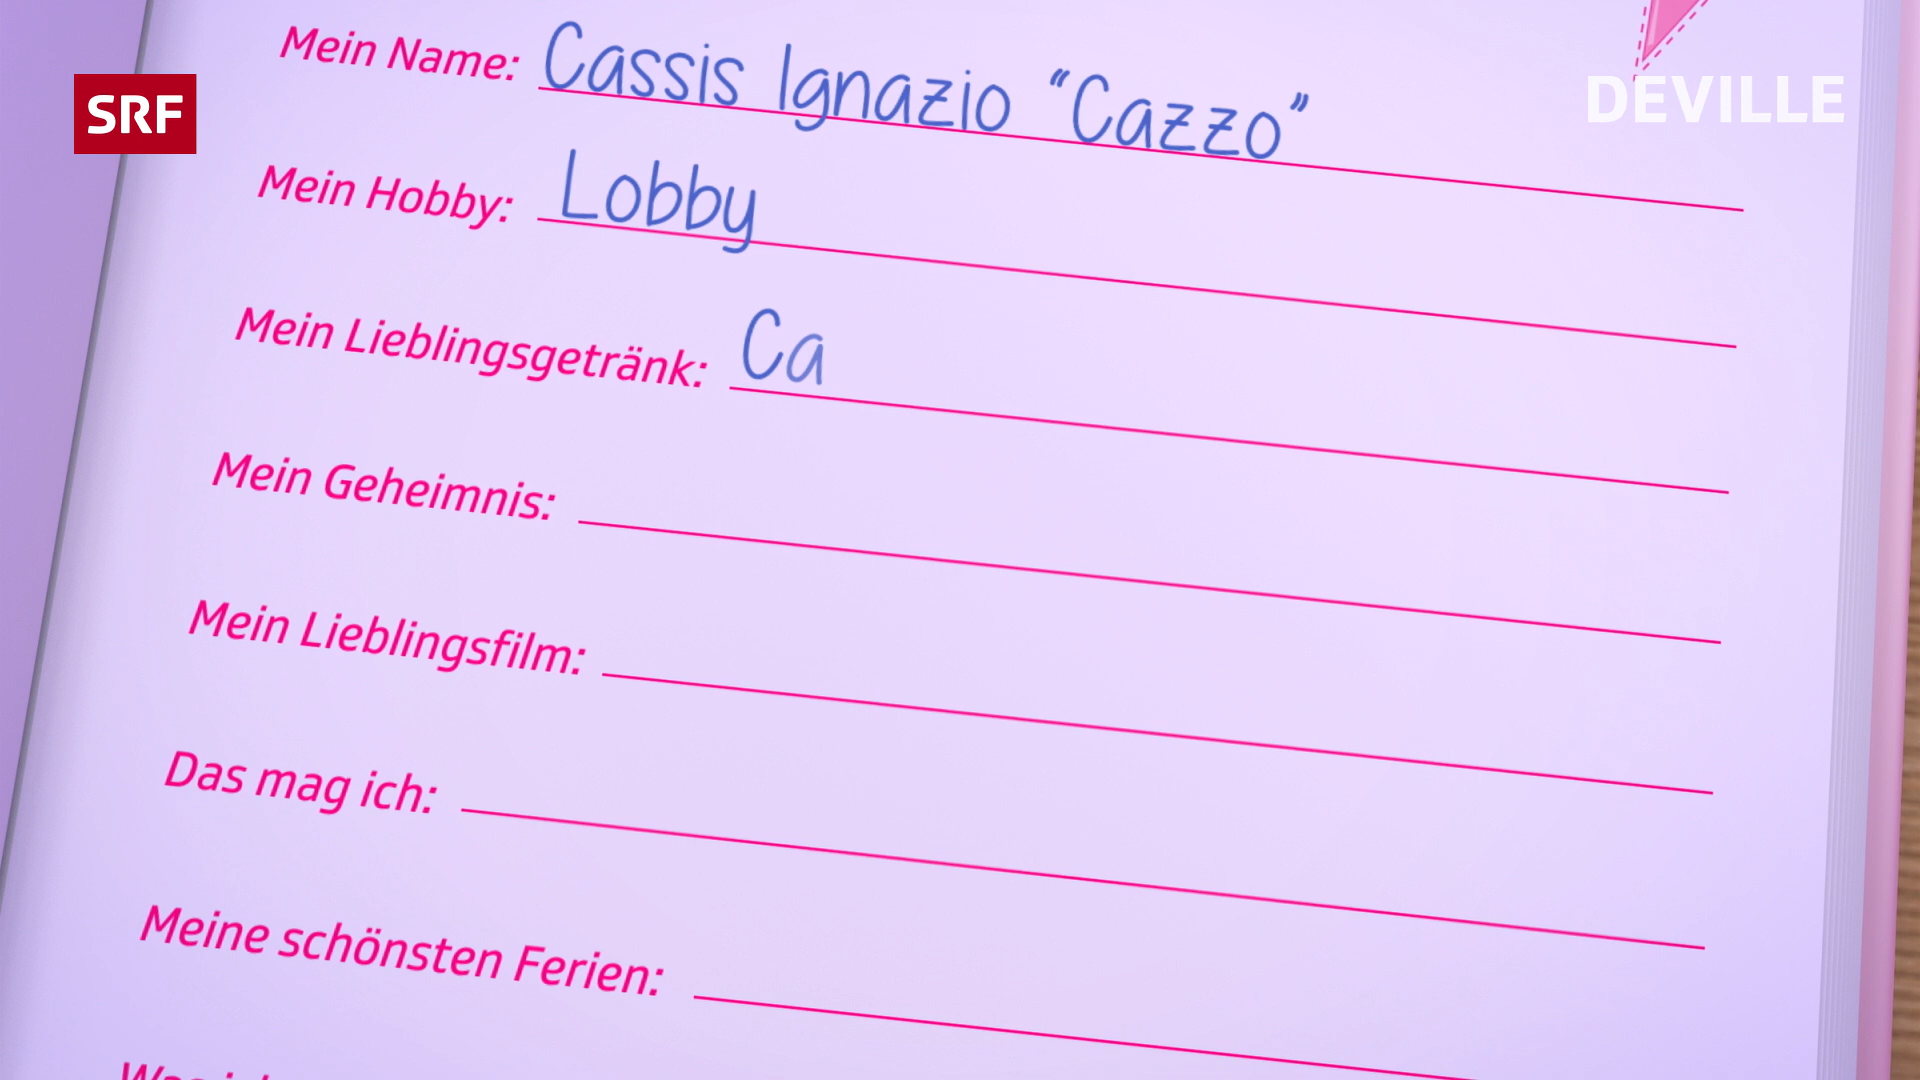 Mein Name: Cassis Ignazio “Cazzo”
SRF
DEVILLE
Mein Hobby: Lobby
Mein Lieblingsgetränk: Ca
Mein Geheimnis:
Mein Lieblingsfilm:
Das mag ich:
Meine schönsten Ferien: